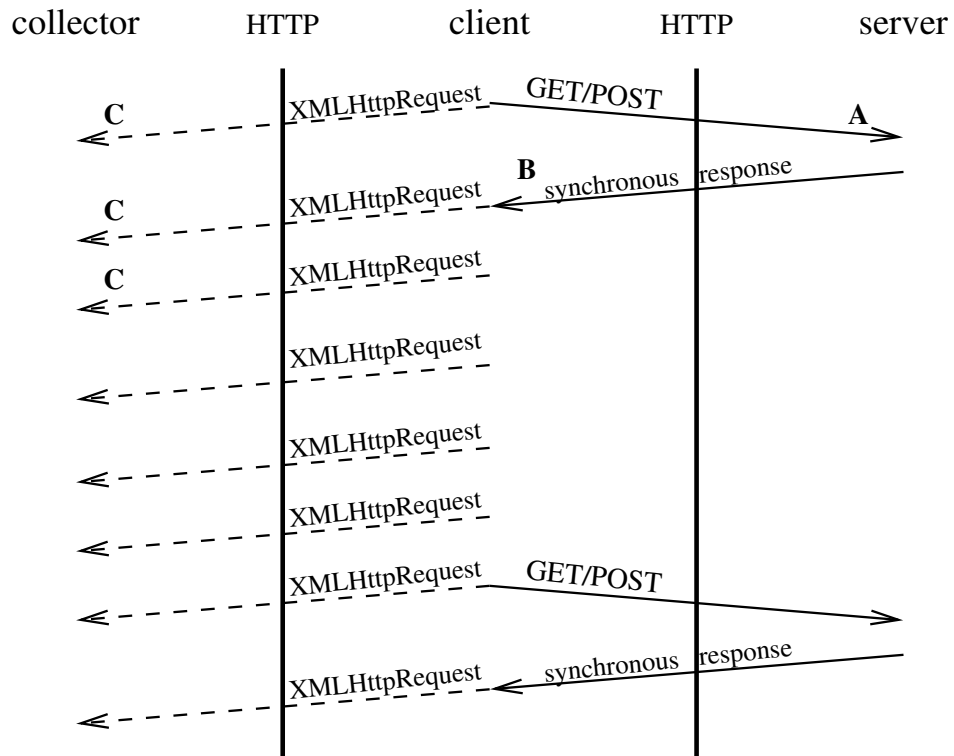 collector HTTP client HTTP server
C XMLHttpRequest GET/POST A
B synchronous response
C XMLHttpRequest
C XMLHttpRequest
XMLHttpRequest
XMLHttpRequest
XMLHttpRequest
XMLHttpRequest GET/POST
XMLHttpRequest synchronous response